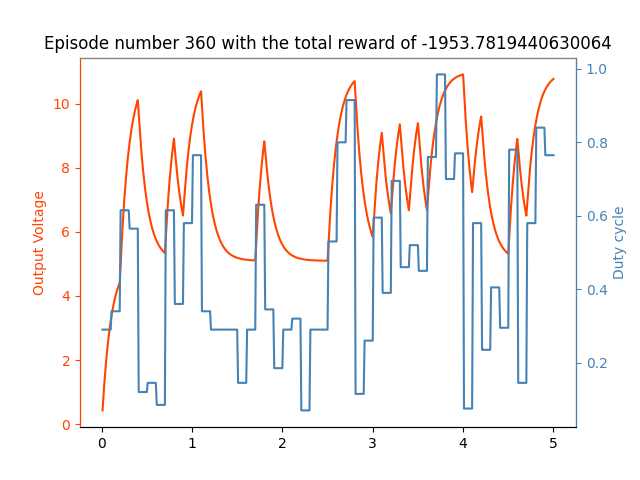 Episode number 360 with the total reward of -1953.7819440630064
Output Voltage
10
8
6
4
2
0
1.0
0.8
0.6
0.4
0.2
Duty cycle
0 1 2 3 4 5